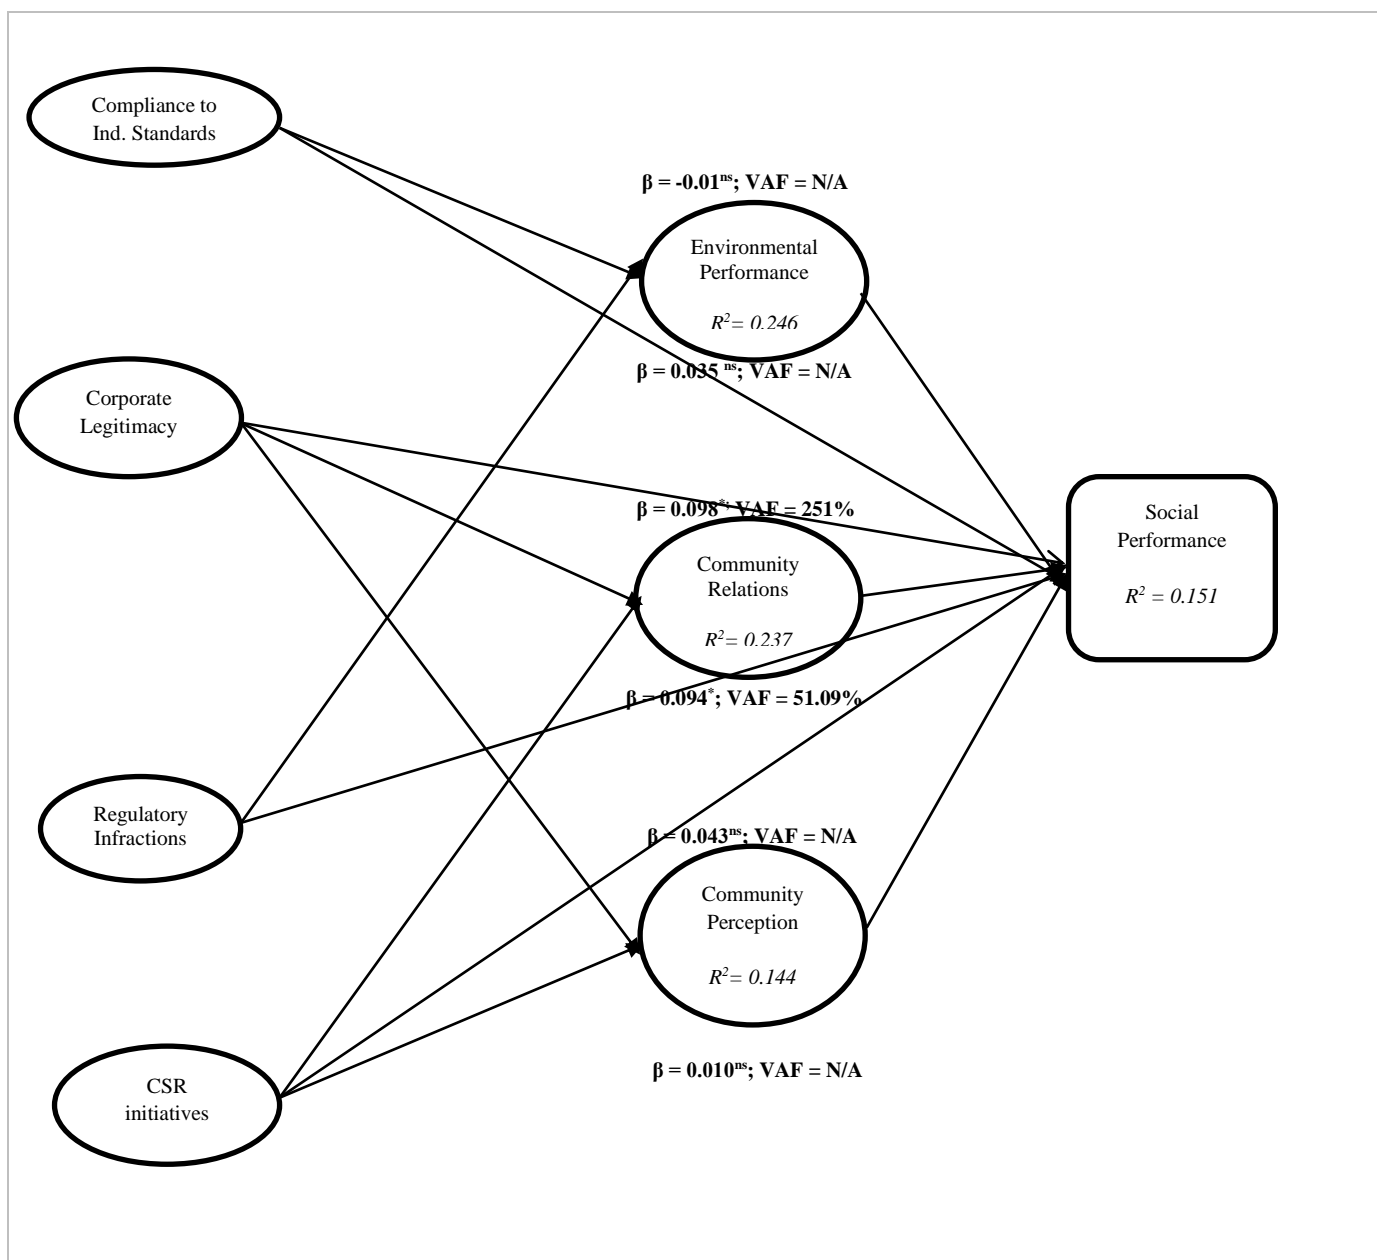 Compliance to
Ind. Standards
β = -0.01ns; VAF = N/A
Environmental
Performance
R2= 0.246
β = 0.035 ns; VAF = N/A
Corporate
Legitimacy
β = 0.098*; VAF = 251%
Community
Relations
R2= 0.237
Social
Performance
R2 = 0.151
β = 0.094*; VAF = 51.09%
Regulatory
Infractions
β = 0.043ns; VAF = N/A
Community
Perception
R2= 0.144
β = 0.010ns; VAF = N/A
CSR
initiatives